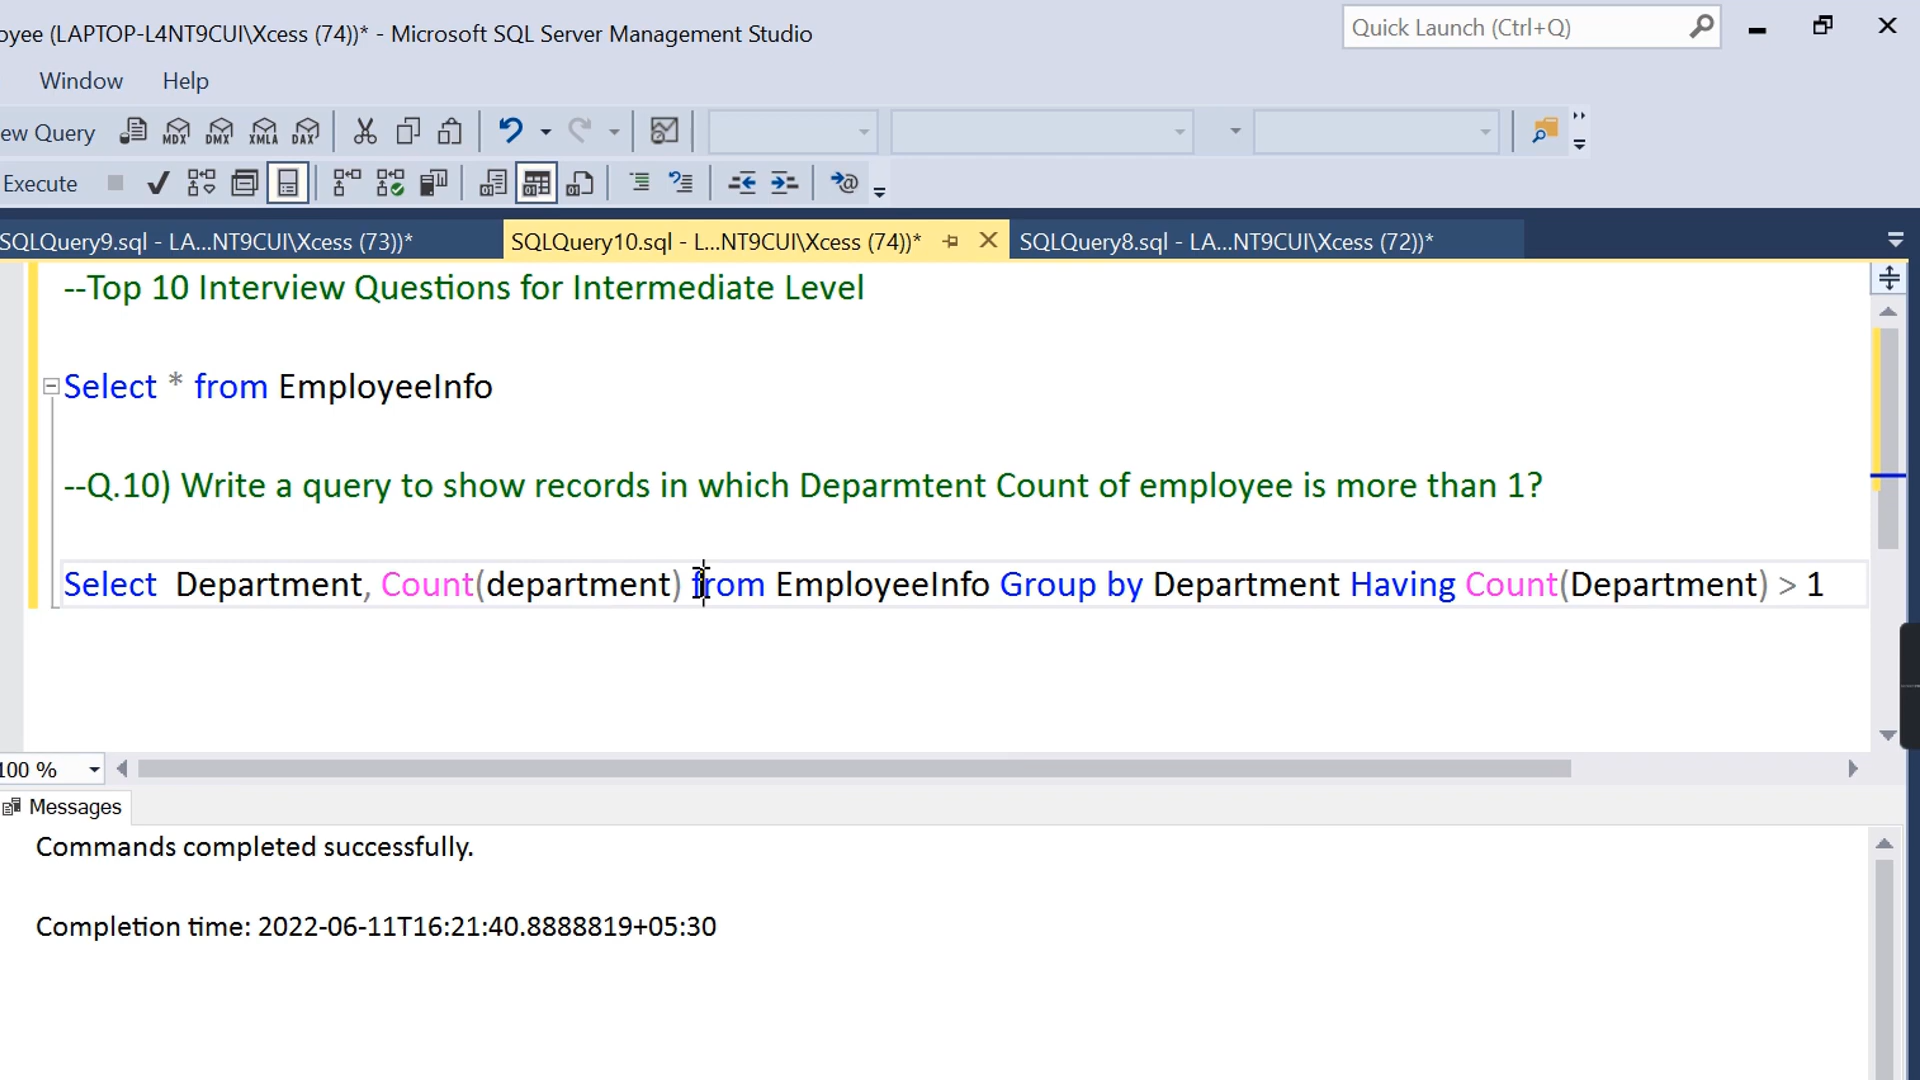 oyee (LAPTOP-L4NT9CUI\Xcess (74))* - Microsoft SQL Server Management Studio
Quick Launch (Ctrl+Q)
Window Help
ew Query MDX DMX XMLA DAX
Execute
SQLQuery9.sql - LA...NT9CUI\Xcess (73))* SQLQuery10.sql - L...NT9CUI\Xcess (74))* SQLQuery8.sql - LA...NT9CUI\Xcess (72))*
--Top 10 Interview Questions for Intermediate Level
Select * from EmployeeInfo
--Q.10) Write a query to show records in which Deparmtent Count of employee is more than 1?
Select  Department, Count(department) from EmployeeInfo Group by Department Having Count(Department) > 1
100 %
Messages
Commands completed successfully.
Completion time: 2022-06-11T16:21:40.8888819+05:30